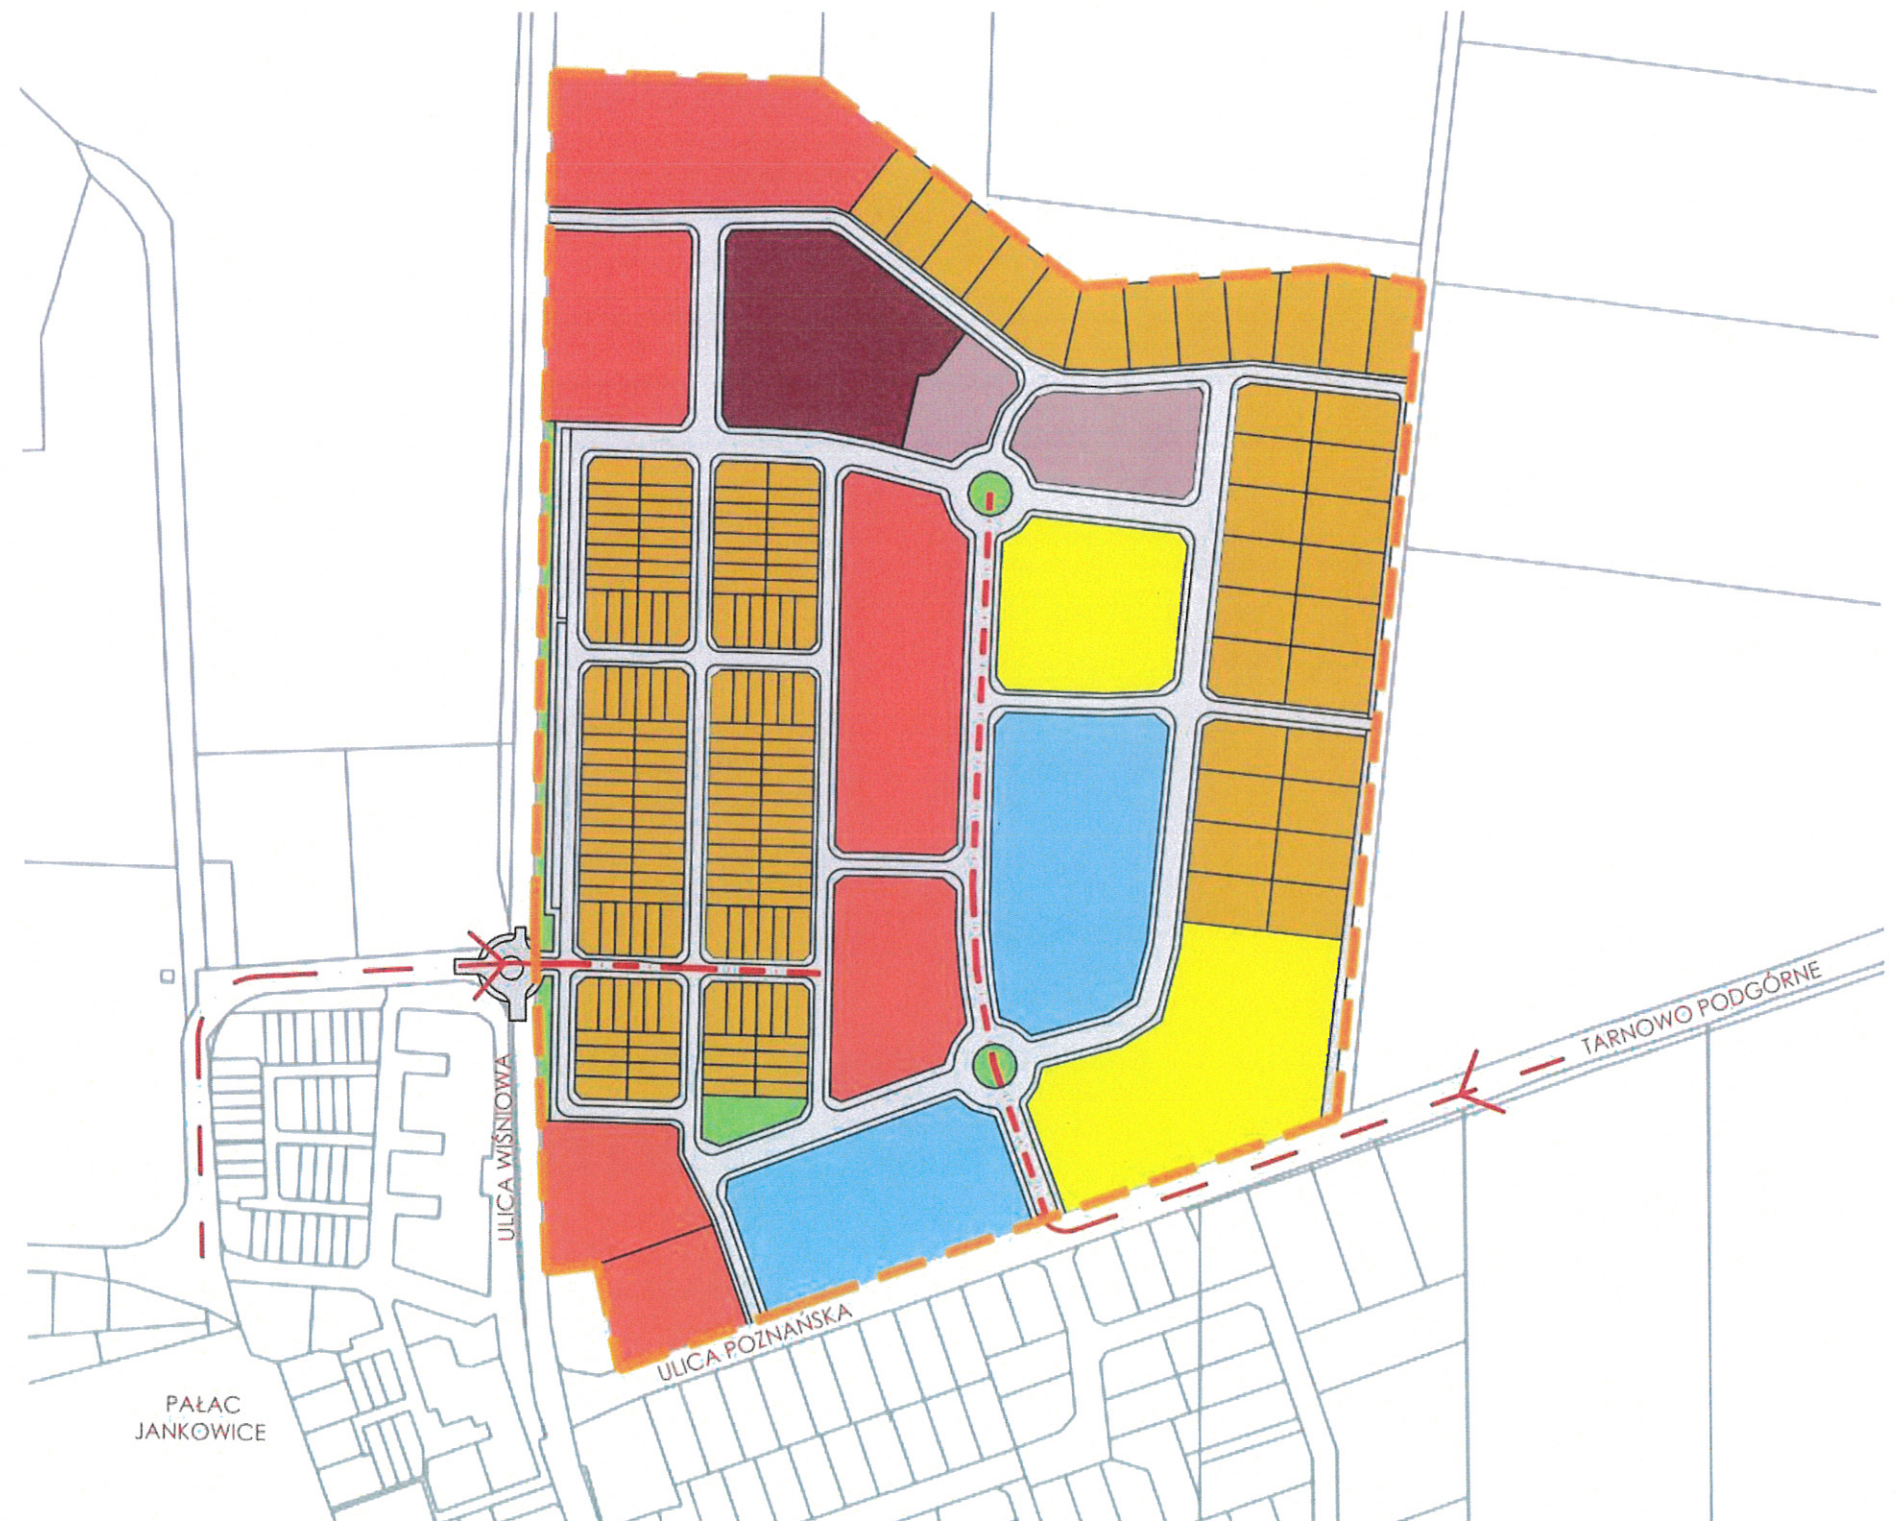 TARNOWO PODGÓRNE
ULICA WIŚNIOWA
ULICA POZNAŃSKA
PAŁAC
JANKOWICE